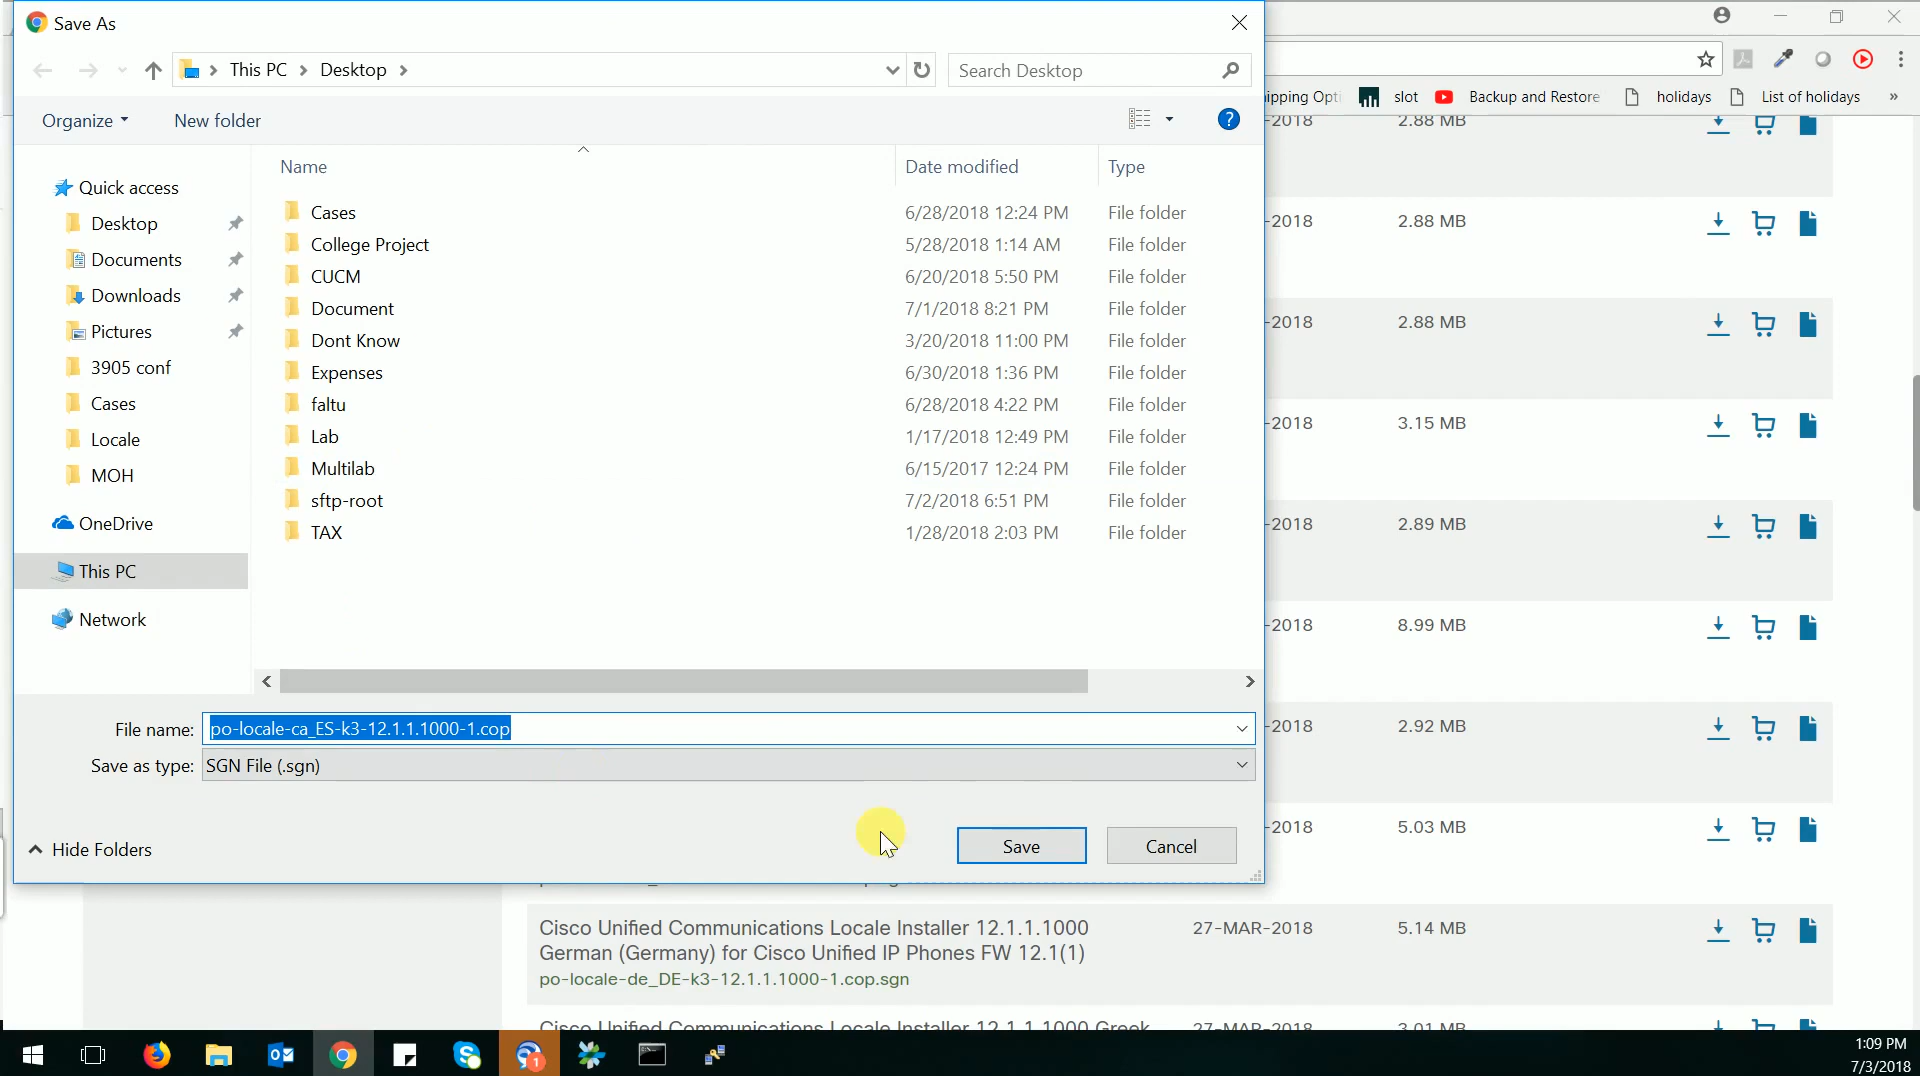 Save As
This PC
Desktop
Search Desktop
ipping Opti
slot
Backup and Restore
holidays
List of holidays
»
Organize
New folder
?
-2018 2.88 MB
Name Date modified Type
Quick access
Desktop
Documents
Downloads
Pictures
3905 conf
Cases
Locale
MOH
OneDrive
This PC
Network
Cases 6/28/2018 12:24 PM File folder
College Project 5/28/2018 1:14 AM File folder
CUCM 6/20/2018 5:50 PM File folder
Document 7/1/2018 8:21 PM File folder
Dont Know 3/20/2018 11:00 PM File folder
Expenses 6/30/2018 1:36 PM File folder
faltu 6/28/2018 4:22 PM File folder
Lab 1/17/2018 12:49 PM File folder
Multilab 6/15/2017 12:24 PM File folder
sftp-root 7/2/2018 6:51 PM File folder
TAX 1/28/2018 2:03 PM File folder
-2018 2.88 MB
-2018 2.88 MB
-2018 3.15 MB
-2018 2.89 MB
-2018 8.99 MB
-2018 2.92 MB
-2018 5.03 MB
File name: po-locale-ca_ES-k3-12.1.1.1000-1.cop
Save as type: SGN File (.sgn)
Hide Folders
Save
Cancel
Cisco Unified Communications Locale Installer 12.1.1.1000 27-MAR-2018 5.14 MB
German (Germany) for Cisco Unified IP Phones FW 12.1(1)
po-locale-de_DE-k3-12.1.1.1000-1.cop.sgn
Cisco Unified Communications Locale Installer 12.1.1.1000 Greek 27-MAR-2018 3.01 MB
1
1:09 PM
7/3/2018